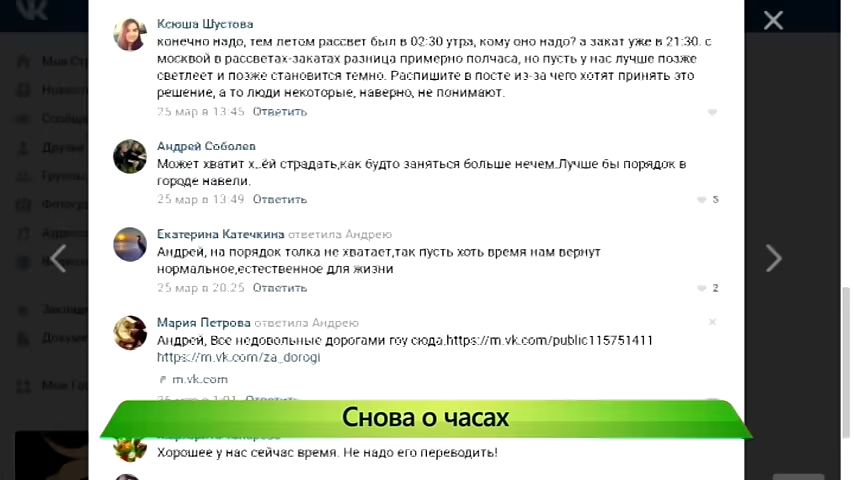 Ксюша Шустова
конечно надо, тем летом рассвет был в 02:30 утра, кому оно надо? а закат уже в 21:30. с
москвой в рассветах-закатах разница примерно полчаса, но пусть у нас лучше позже
светлеет и позже становится темно. Распишите в посте из-за чего хотят принять это
решение, а то люди некоторые, наверно, не понимают.
25 мар в 13:45 Ответить
Андрей Соболев
Может хватит х..ёй страдать,как будто заняться больше нечем.Лучше бы порядок в
городе навели.
25 мар в 13:49 Ответить
5
Екатерина Катечкина ответила Андрею
Андрей, на порядок толка не хватает,так пусть хоть время нам вернут
нормальное,естественное для жизни
25 мар в 20:25 Ответить
2
Мария Петрова ответила Андрею
Андрей, Все недовольные дорогами гоу сюда.https://m.vk.com/public115751411
https://m.vk.com/za_dorogi
m.vk.com
Снова о часах
Хорошее у нас сейчас время. Не надо его переводить!